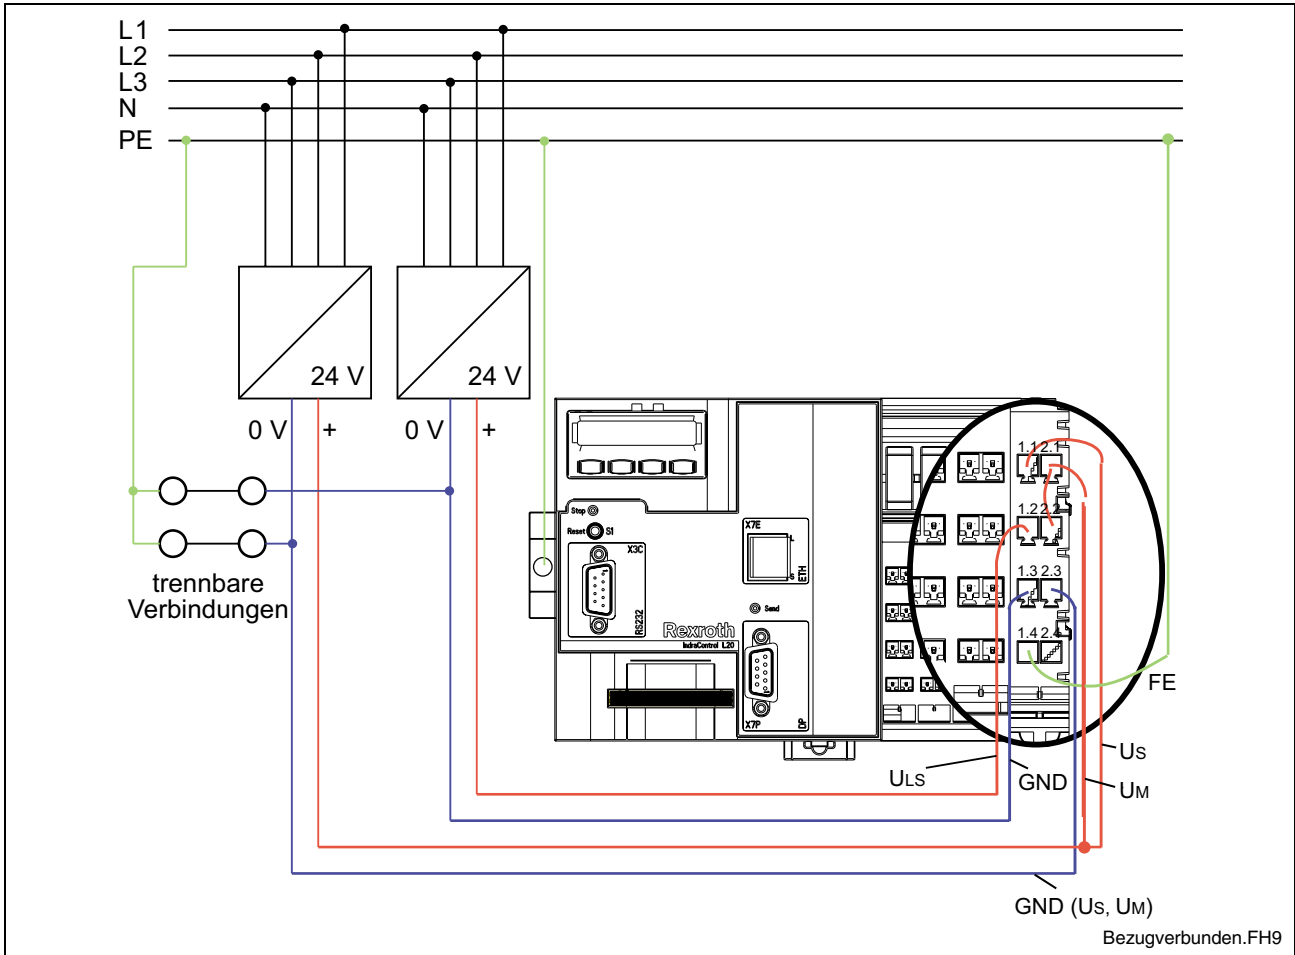 L1
L2
L3
N
PE
24 V
24 V
0 V
+
0 V
+
trennbare
Verbindungen
Stop
Reset
S1
X3C
RS232
X7E
L
S
ETH
Send
Rexroth
IndraControl L20
X7P
DP
1.1 2.1
1.2 2.2
1.3 2.3
1.4 2.4
FE
ULS
GND
US
UM
GND (US, UM)
Bezugverbunden.FH9